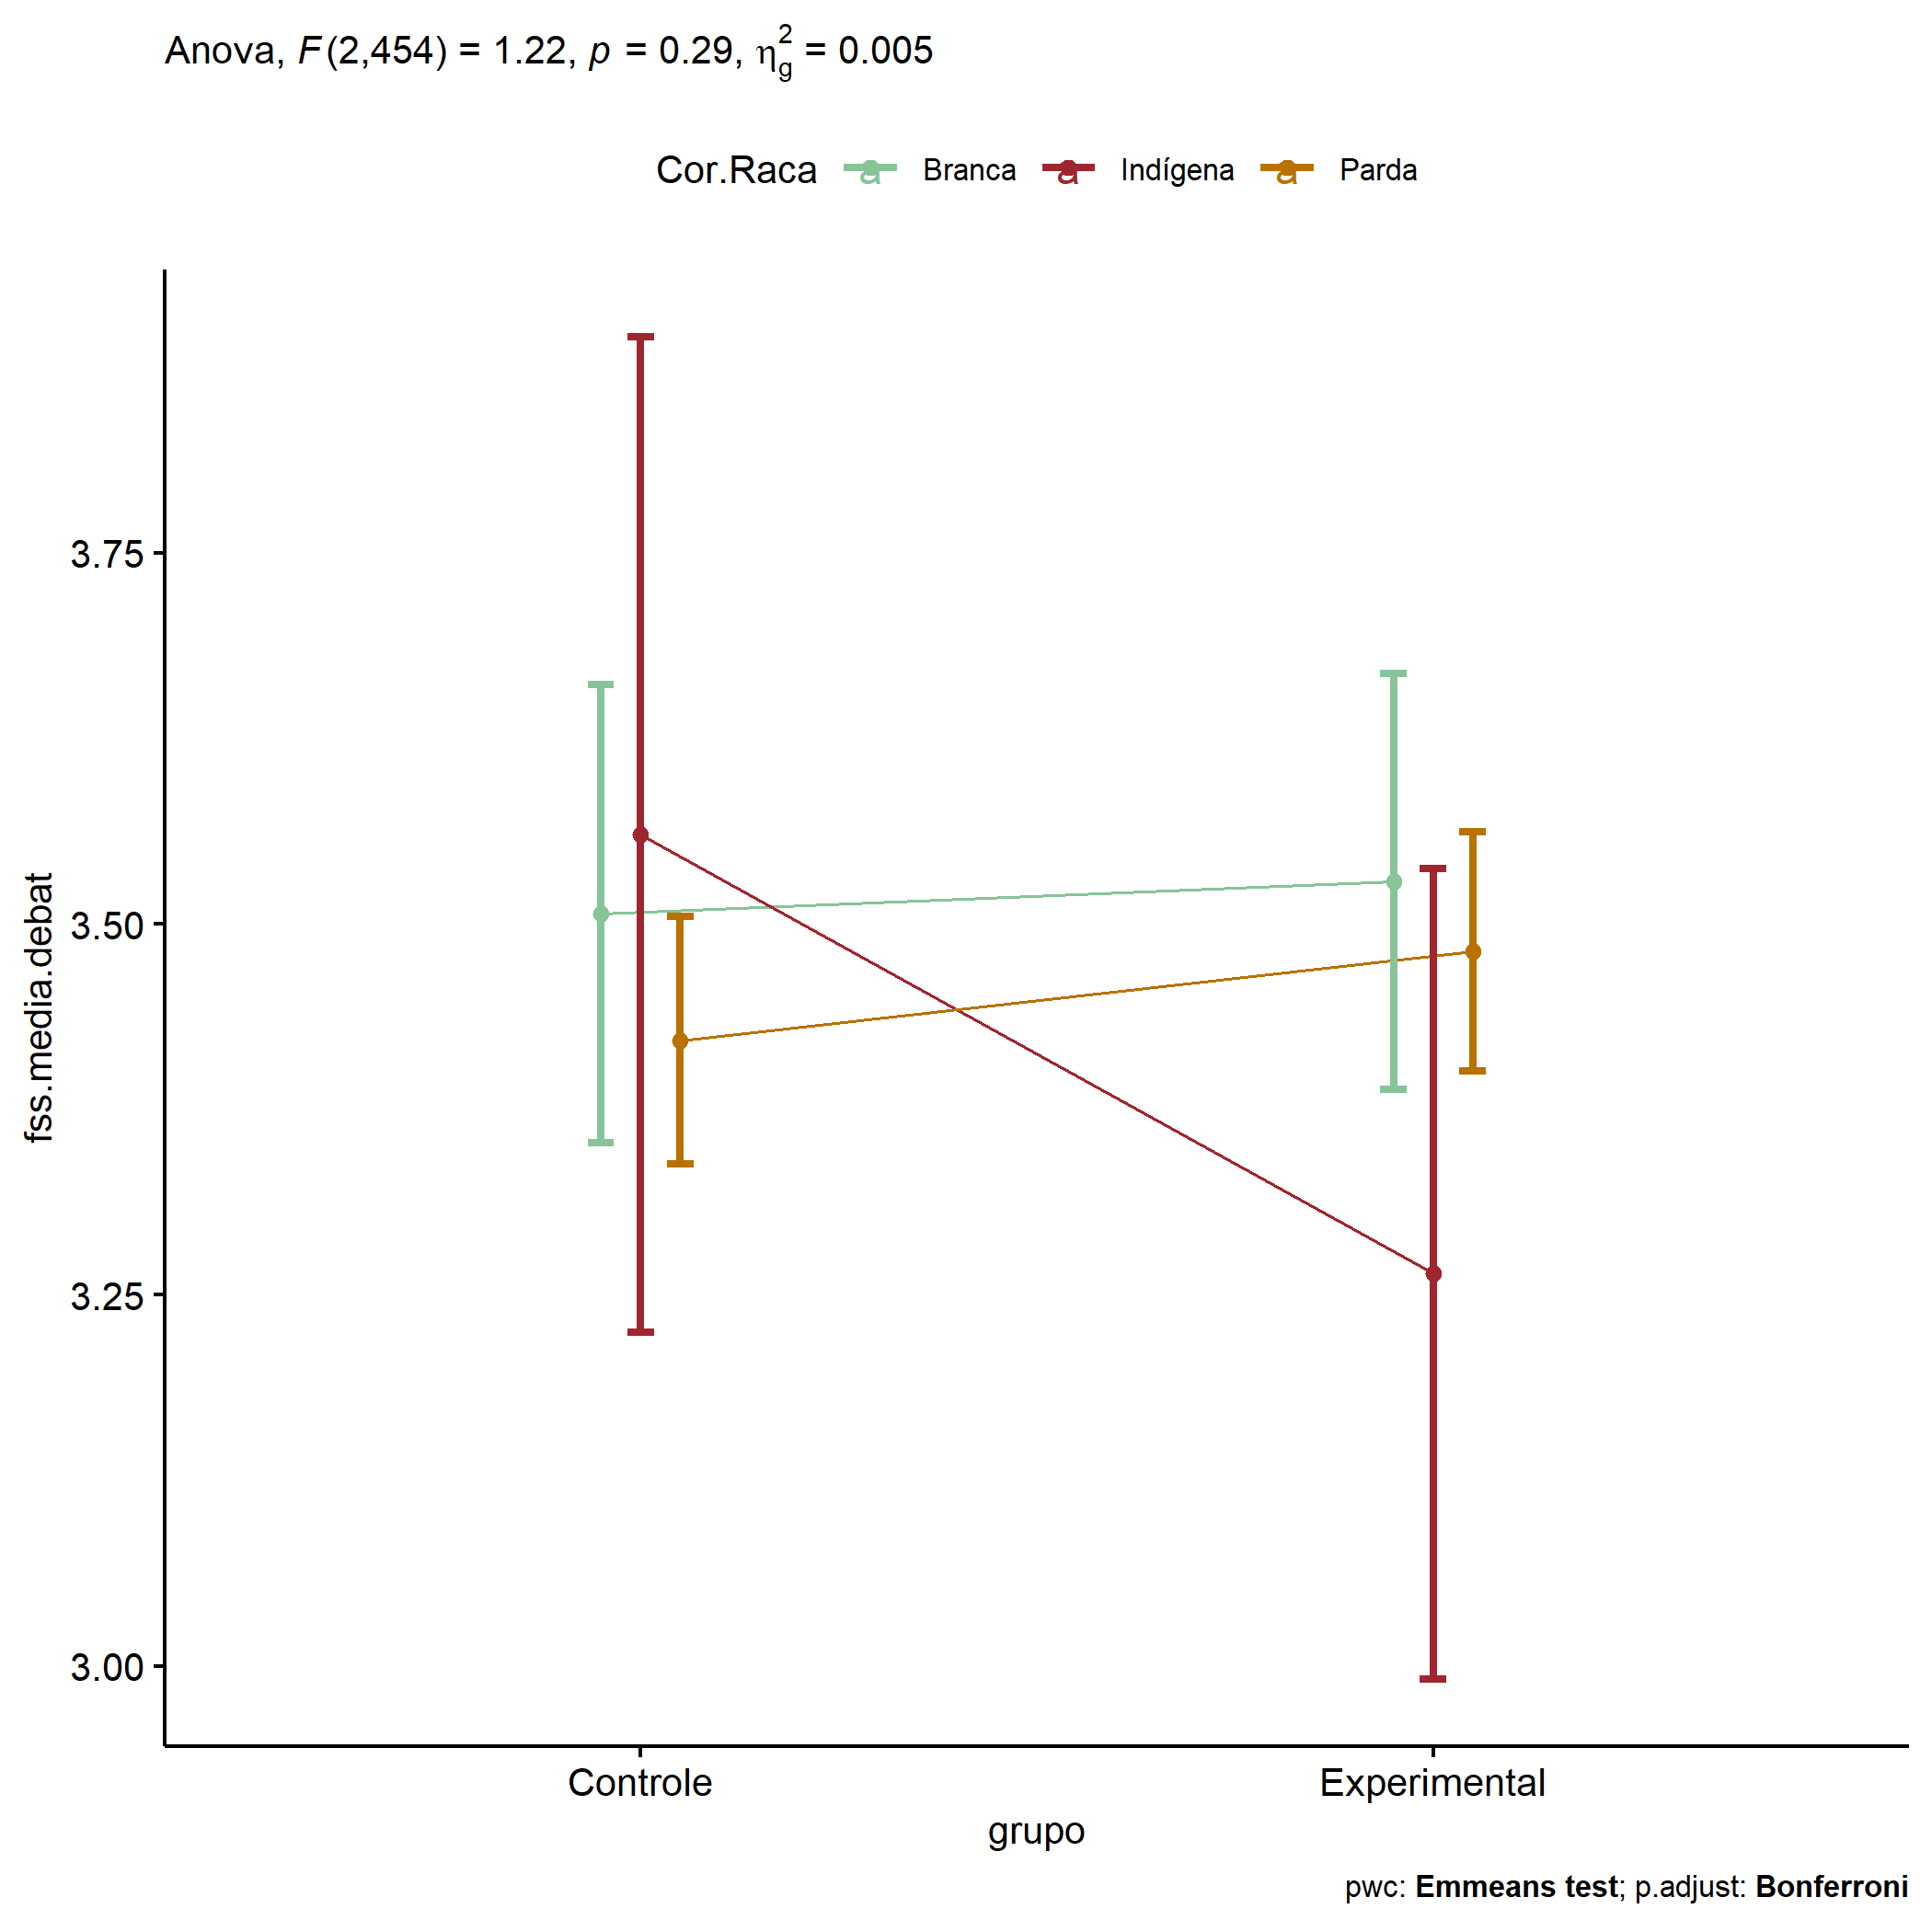 Anova, F(2,454) = 1.22, p = 0.29, η²g = 0.005
Cor.Raca a Branca a Indígena a Parda
3.75
3.50
3.25
3.00
fss.media.debat
Controle Experimental
grupo
pwc: Emmeans test; p.adjust: Bonferroni